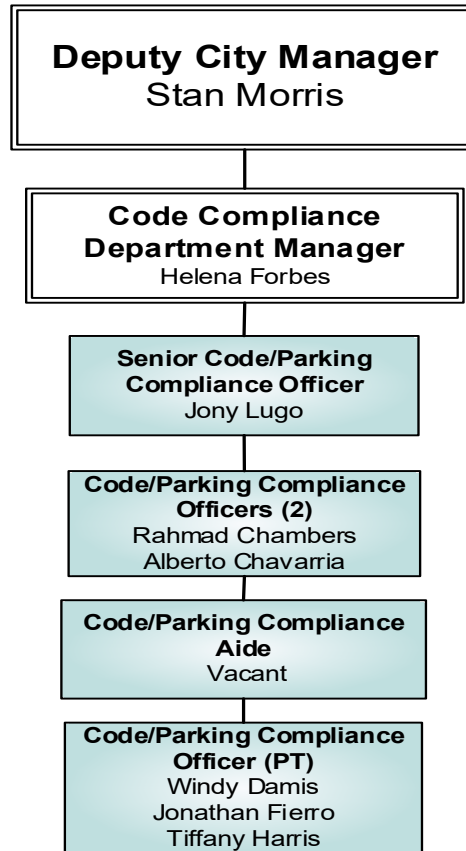 Deputy City Manager
Stan Morris
Code Compliance
Department Manager
Helena Forbes
Senior Code/Parking
Compliance Officer
Jony Lugo
Code/Parking Compliance
Officers (2)
Rahmad Chambers
Alberto Chavarria
Code/Parking Compliance
Aide
Vacant
Code/Parking Compliance
Officer (PT)
Windy Damis
Jonathan Fierro
Tiffany Harris